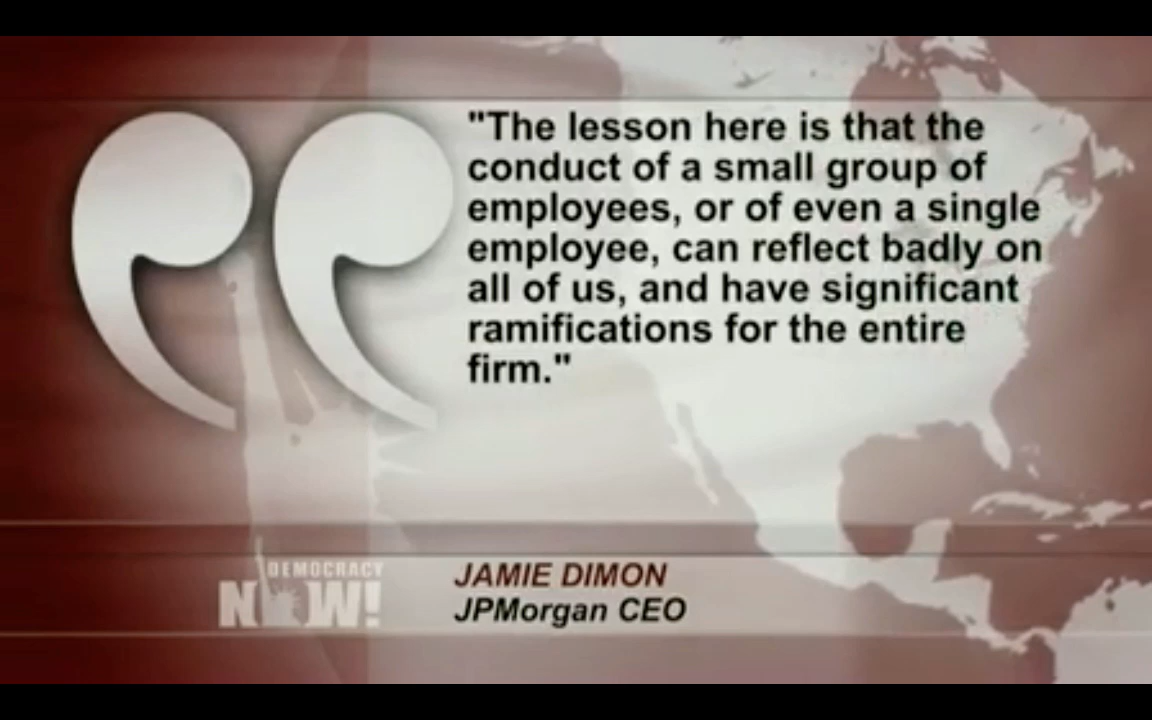 "The lesson here is that the
conduct of a small group of
employees, or of even a single
employee, can reflect badly on
all of us, and have significant
ramifications for the entire
firm."
DEMOCRACY
NOW!
JAMIE DIMON
JPMorgan CEO